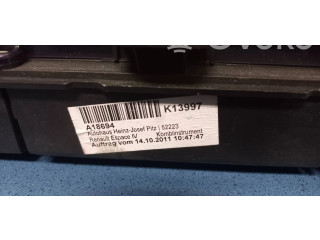 K13997
A18694
Autohaus Heinz-Josef Pitz | 52223
Renault Espace IV Kombiinstrument
Auftrag vom 14.10.2011 10:47:47